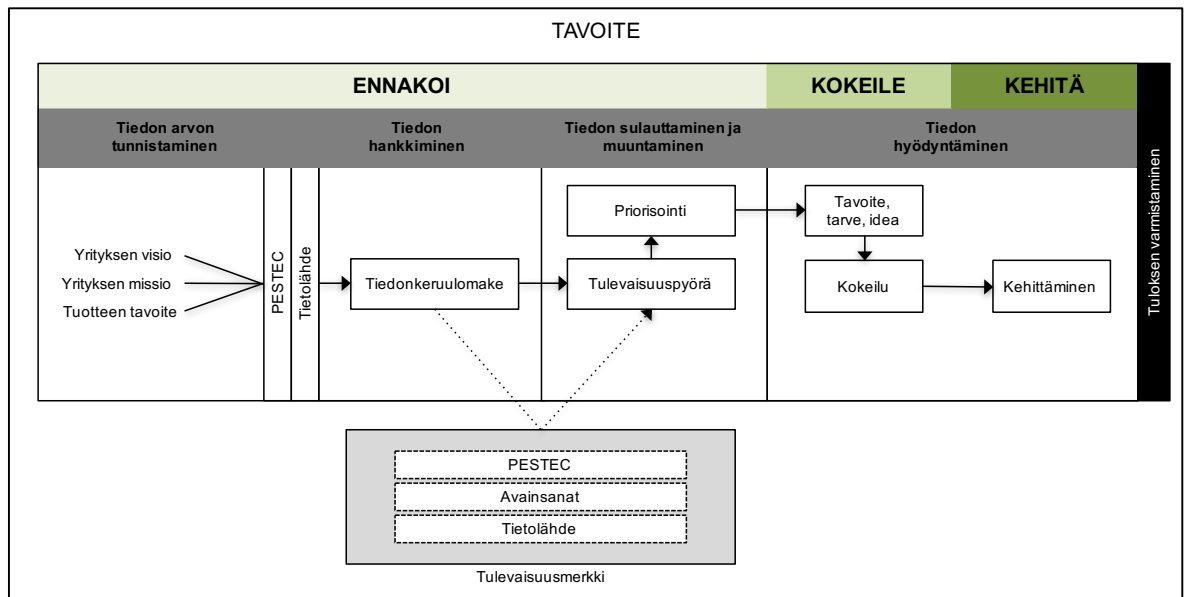 TAVOITE
ENNAKOI
KOKEILE
KEHITÄ
Tiedon arvon
tunnistaminen
Tiedon
hankkiminen
Tiedon sulauttaminen ja
muuntaminen
Tiedon
hyödyntäminen
Yrityksen visio
Yrityksen missio
Tuotteen tavoite
PESTEC
Tietolähde
Tiedonkeruulomake
Priorisointi
Tulevaisuuspyörä
Tavoite,
tarve, idea
Kokeilu
Kehittäminen
Tuloksen varmistaminen
PESTEC
Avainsanat
Tietolähde
Tulevaisuusmerkki